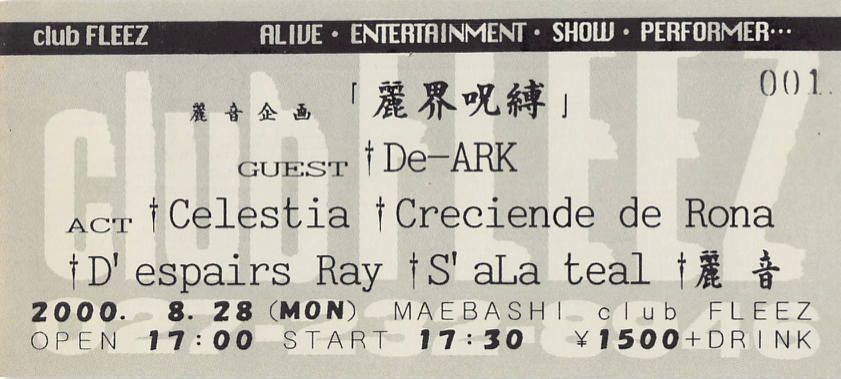 club FLEEZ ALIVE・ENTERTAINMENT・SHOW・PERFORMER…
001.
麗音企画 「麗界呪縛」
GUEST †De-ARK
ACT †Celestia †Creciende de Rona
†D'espairs Ray †S'aLa teal †麗音
2000. 8. 28 (MON) MAEBASHI club FLEEZ
OPEN 17:00 START 17:30 ¥1500+DRINK
club FLEEZ